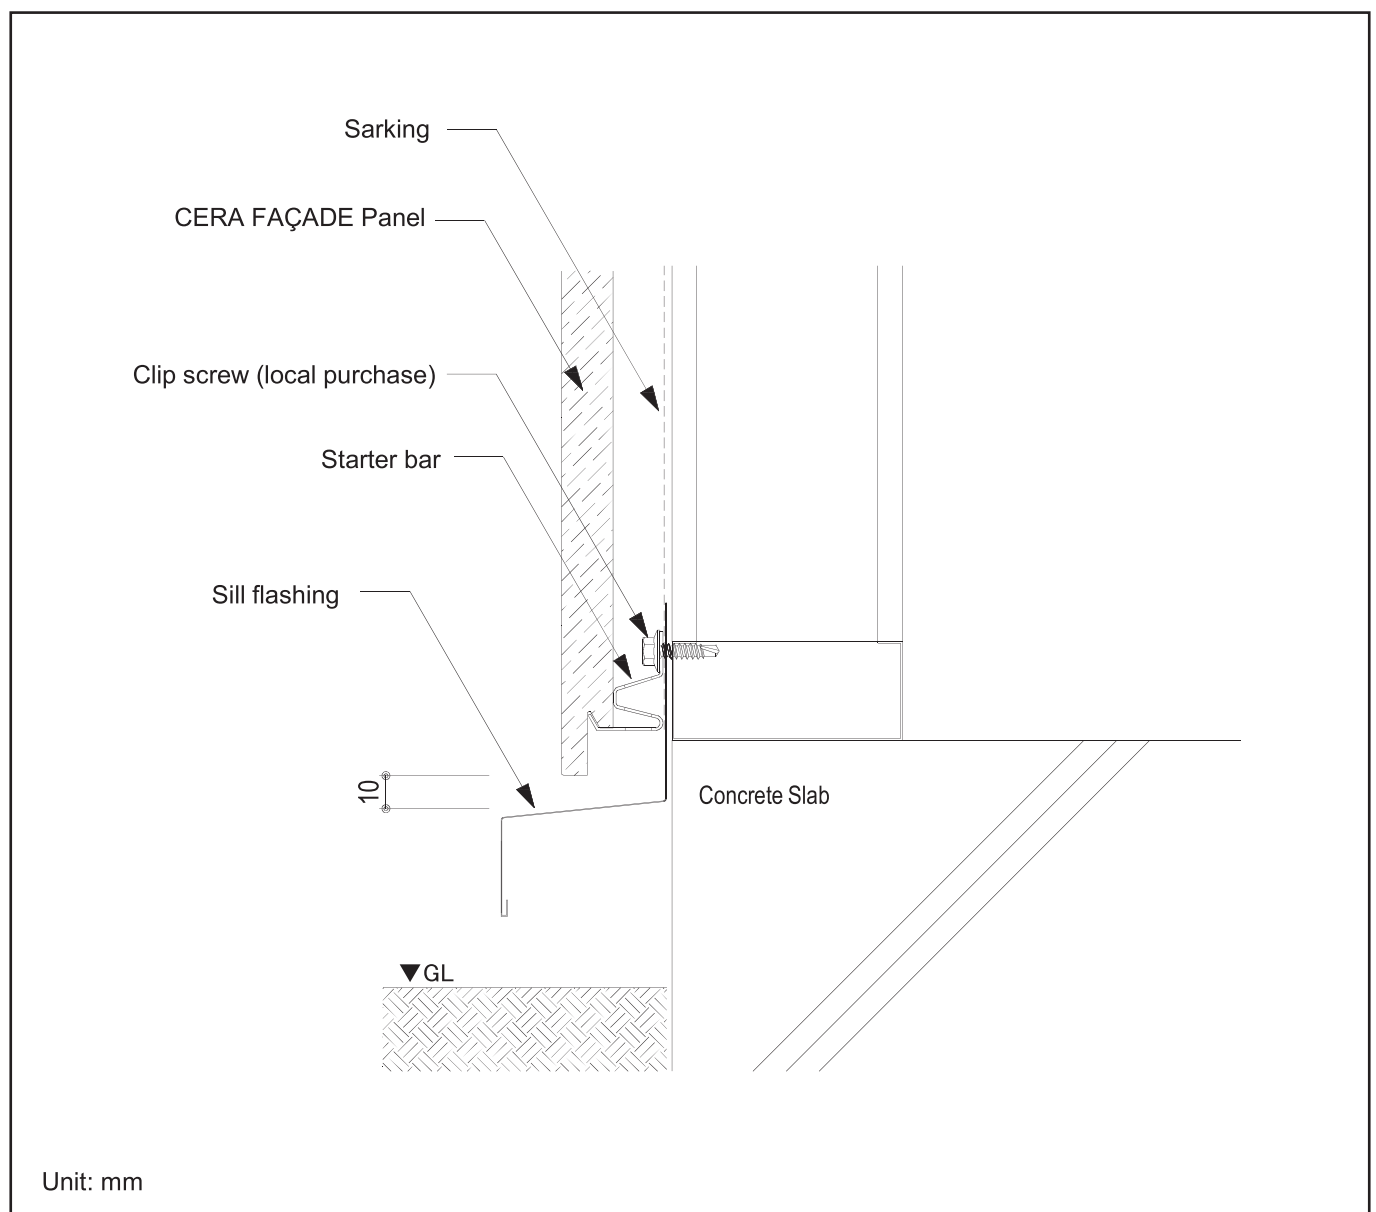 Sarking
CERA FAÇADE Panel
Clip screw (local purchase)
Starter bar
Sill flashing
10
Concrete Slab
GL
Unit: mm